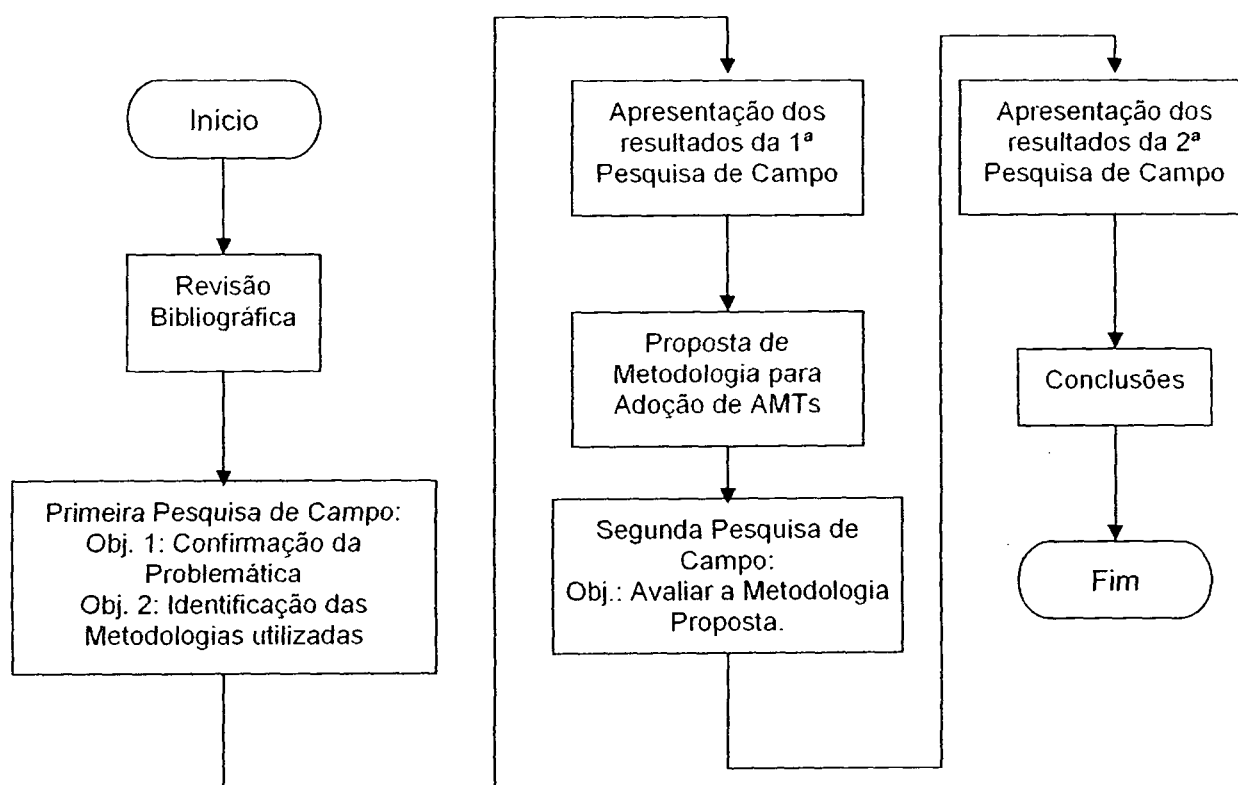 Início
Revisão
Bibliográfica
Primeira Pesquisa de Campo:
Obj. 1: Confirmação da
Problemática
Obj. 2: Identificação das
Metodologias utilizadas
Apresentação dos
resultados da 1ª
Pesquisa de Campo
Proposta de
Metodologia para
Adoção de AMTs
Segunda Pesquisa de
Campo:
Obj.: Avaliar a Metodologia
Proposta.
Apresentação dos
resultados da 2ª
Pesquisa de Campo
Conclusões
Fim